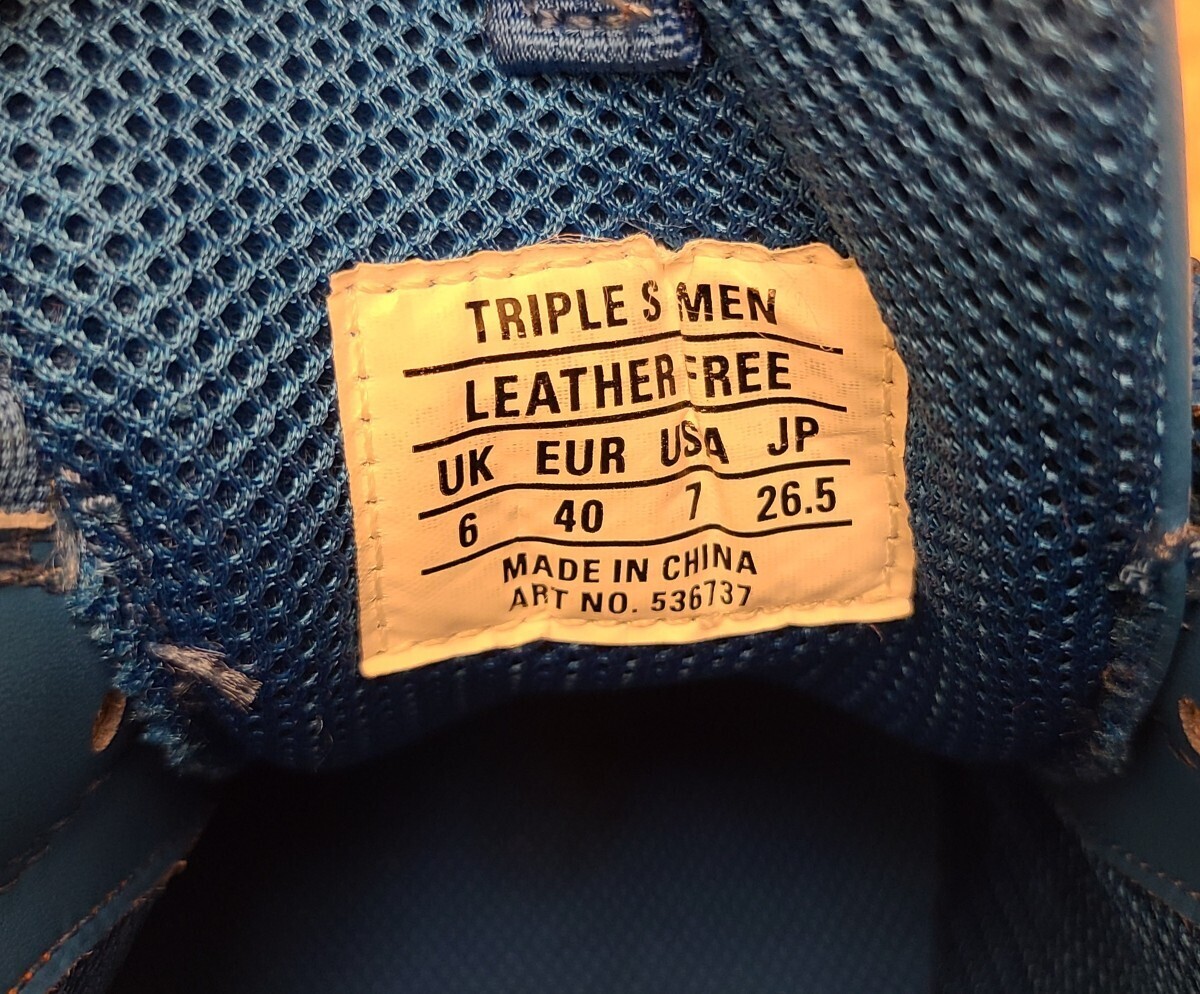 TRIPLE S MEN
LEATHER FREE
UK EUR USA JP
6 40 7 26.5
MADE IN CHINA
ART NO. 536737